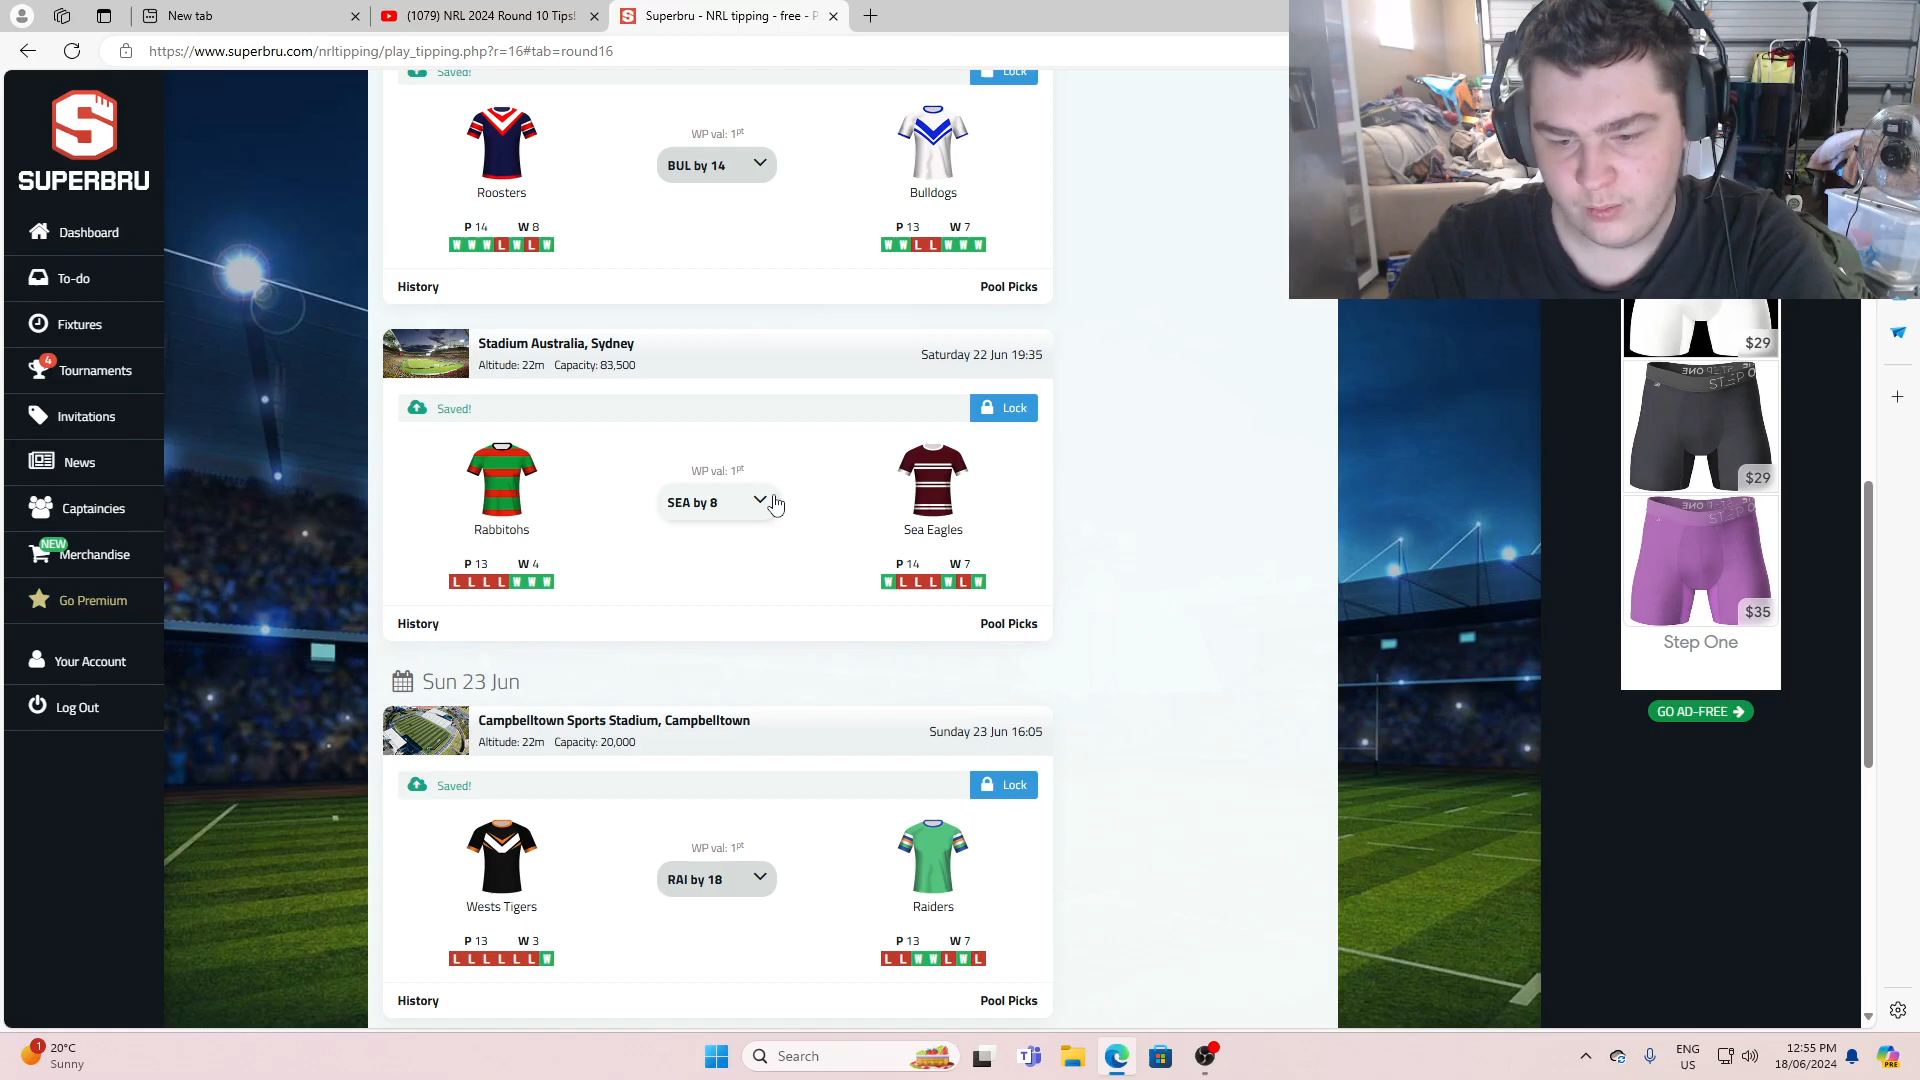 New tab
(1079) NRL 2024 Round 10 Tips!
Superbru - NRL tipping - free - P
https://www.superbru.com/nrltipping/play_tipping.php?r=16#tab=round16
SUPERBRU
Dashboard
To-do
Fixtures
4
Tournaments
Invitations
News
Captaincies
NEW
Merchandise
Go Premium
Your Account
Log Out
Saved!
Lock
WP val: 1pt
BUL by 14
Roosters
Bulldogs
P 14 W 8
P 13 W 7
W W W L W L W
W W L L W W W
History
Pool Picks
Stadium Australia, Sydney
Altitude: 22m Capacity: 83,500
Saturday 22 Jun 19:35
Saved!
Lock
WP val: 1pt
SEA by 8
Rabbitohs
Sea Eagles
P 13 W 4
P 14 W 7
L L L L W W W
W L L L W L W
History
Pool Picks
Sun 23 Jun
Campbelltown Sports Stadium, Campbelltown
Altitude: 22m Capacity: 20,000
Sunday 23 Jun 16:05
Saved!
Lock
WP val: 1pt
RAI by 18
Wests Tigers
Raiders
P 13 W 3
P 13 W 7
L L L L L L W
L L W W L W L
History
Pool Picks
$29
$29
$35
Step One
GO AD-FREE
1
20°C
Sunny
Search
ENG
US
12:55 PM
18/06/2024
PRE